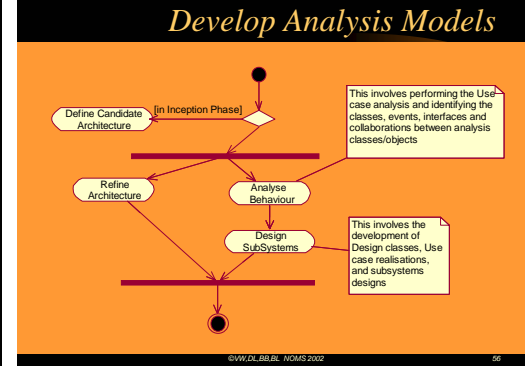 Develop Analysis Models
[in Inception Phase]
Define Candidate
Architecture
This involves performing the Use
case analysis and identifying the
classes, events, interfaces and
collaborations between analysis
classes/objects
Refine
Architecture
Analyse
Behaviour
Design
SubSystems
This involves the
development of
Design classes, Use
case realisations,
and subsystems
designs
©VW,DL,BB,BL NOMS 2002
56